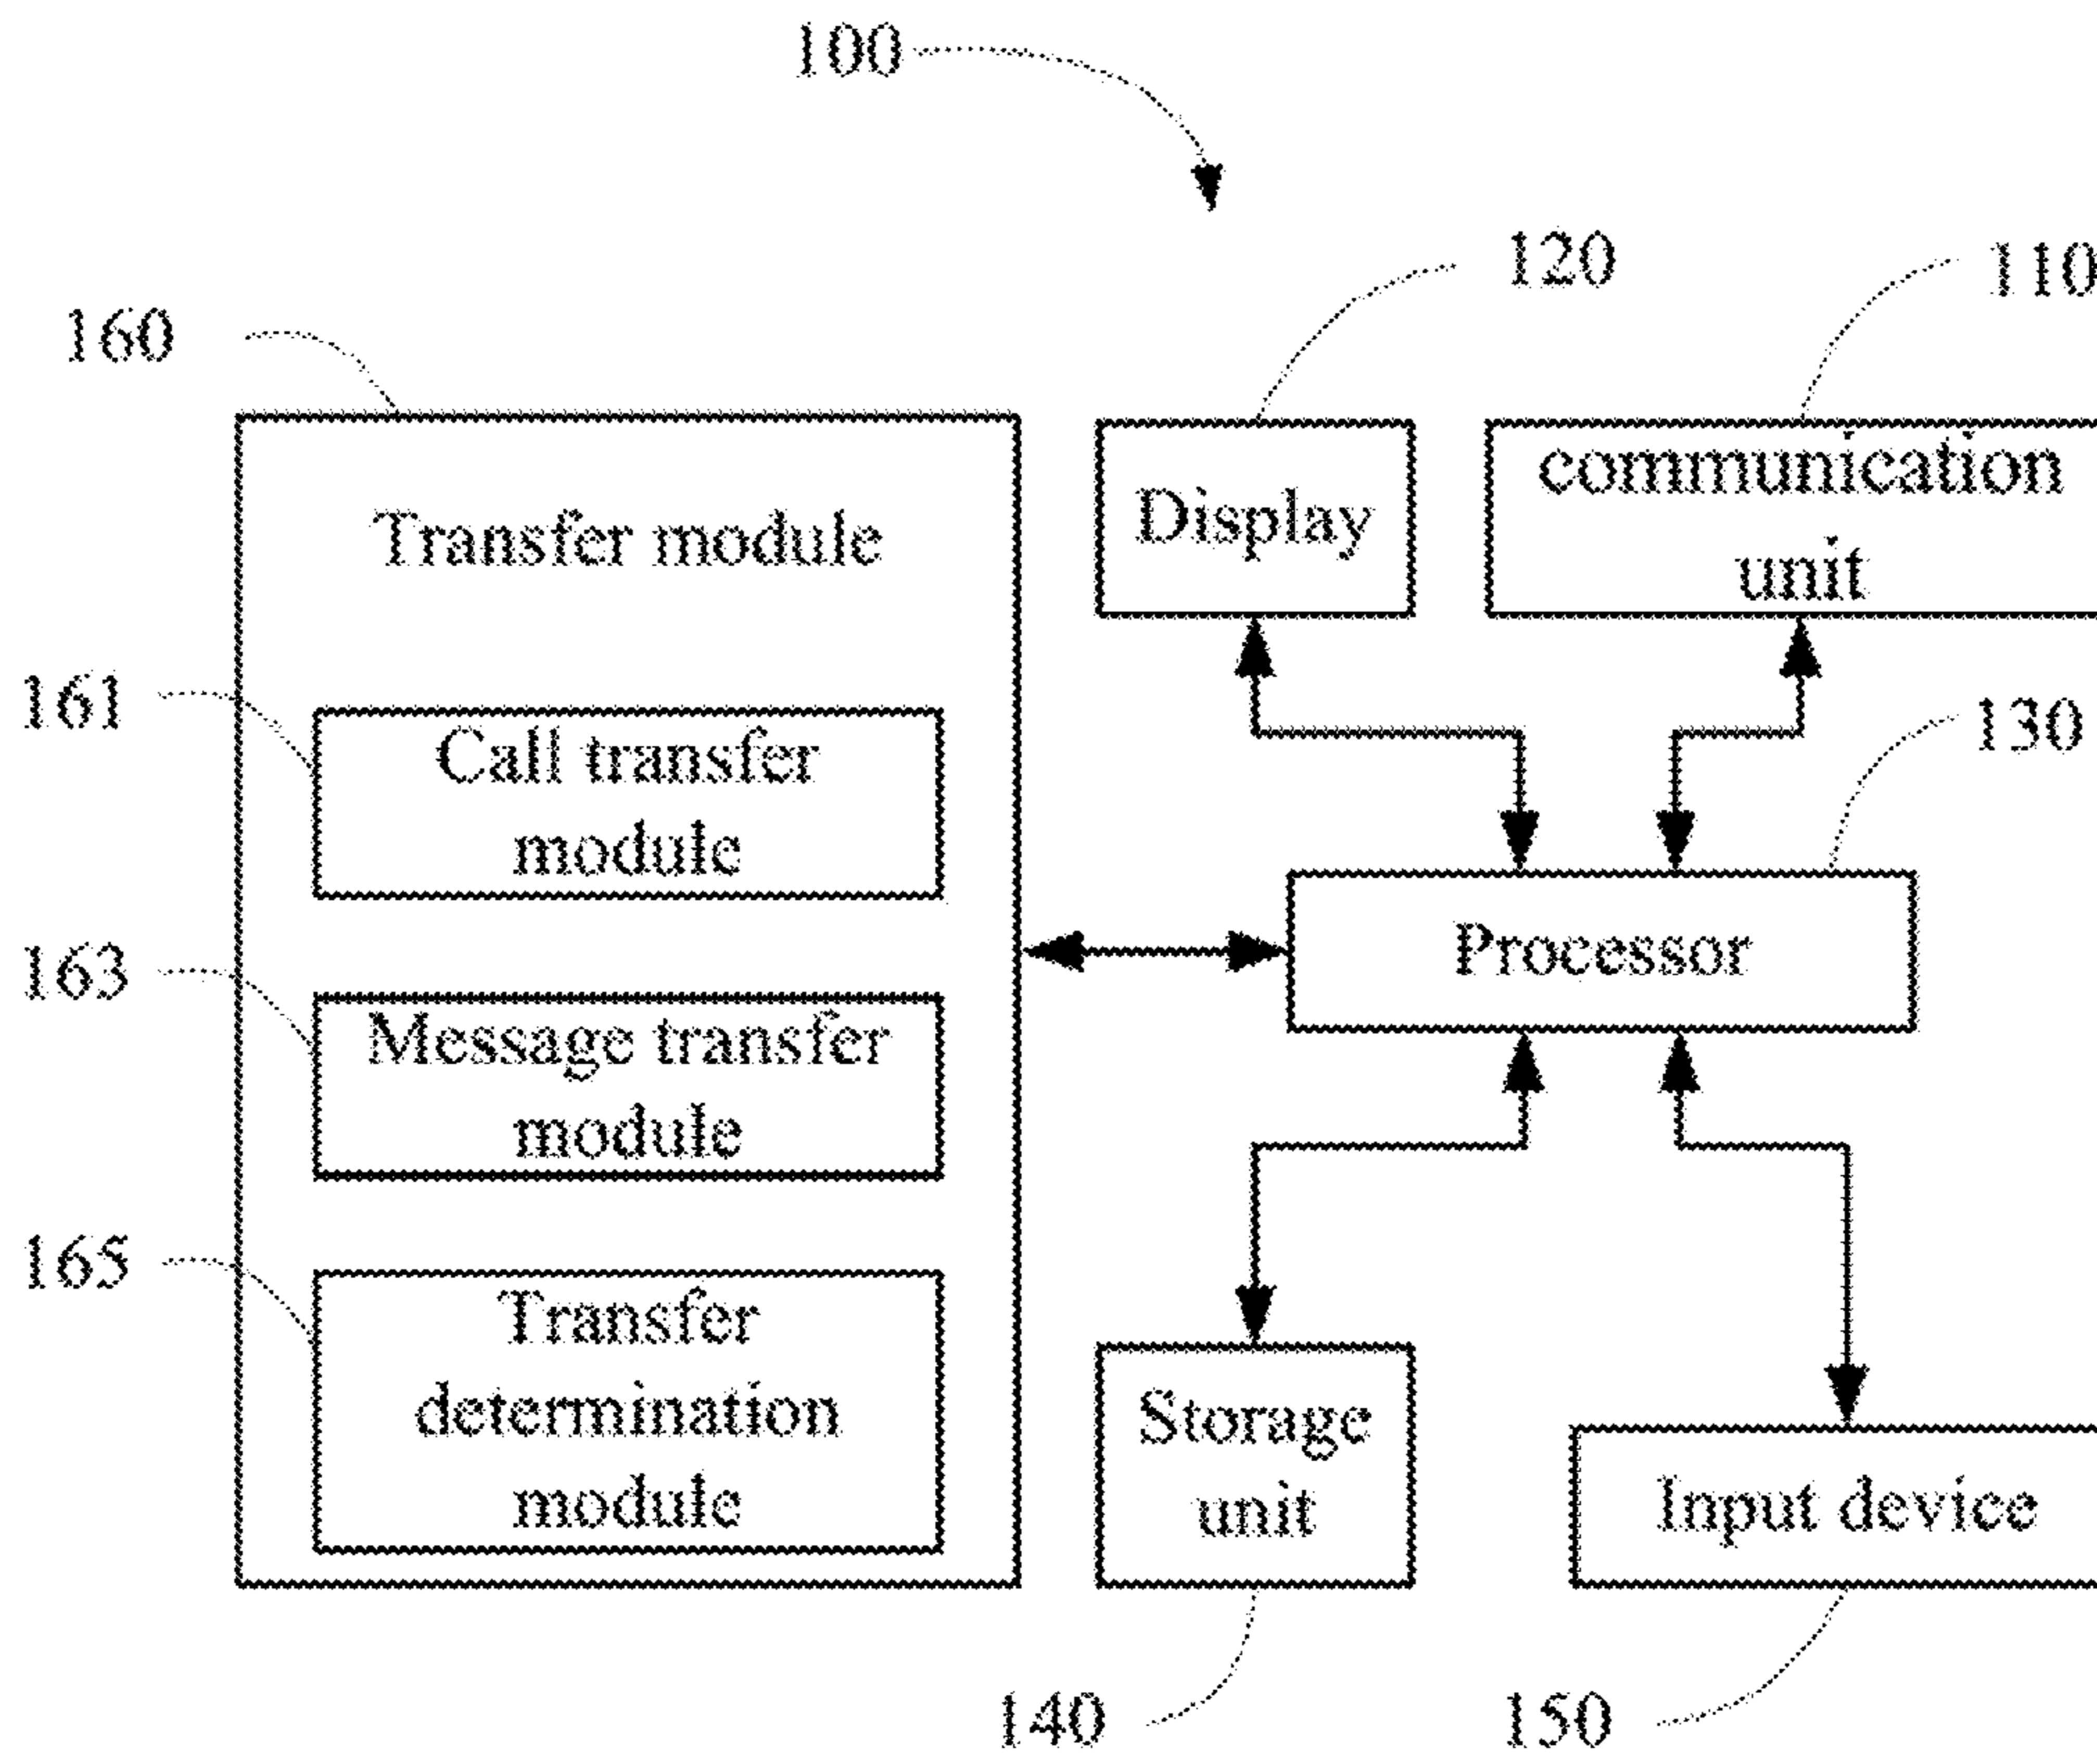 100
120
110
160
Display
communication
unit
Transfer module
161
130
Call transfer
module
Processor
163
Message transfer
module
165
Transfer
determination
module
Storage
unit
Input device
140
150